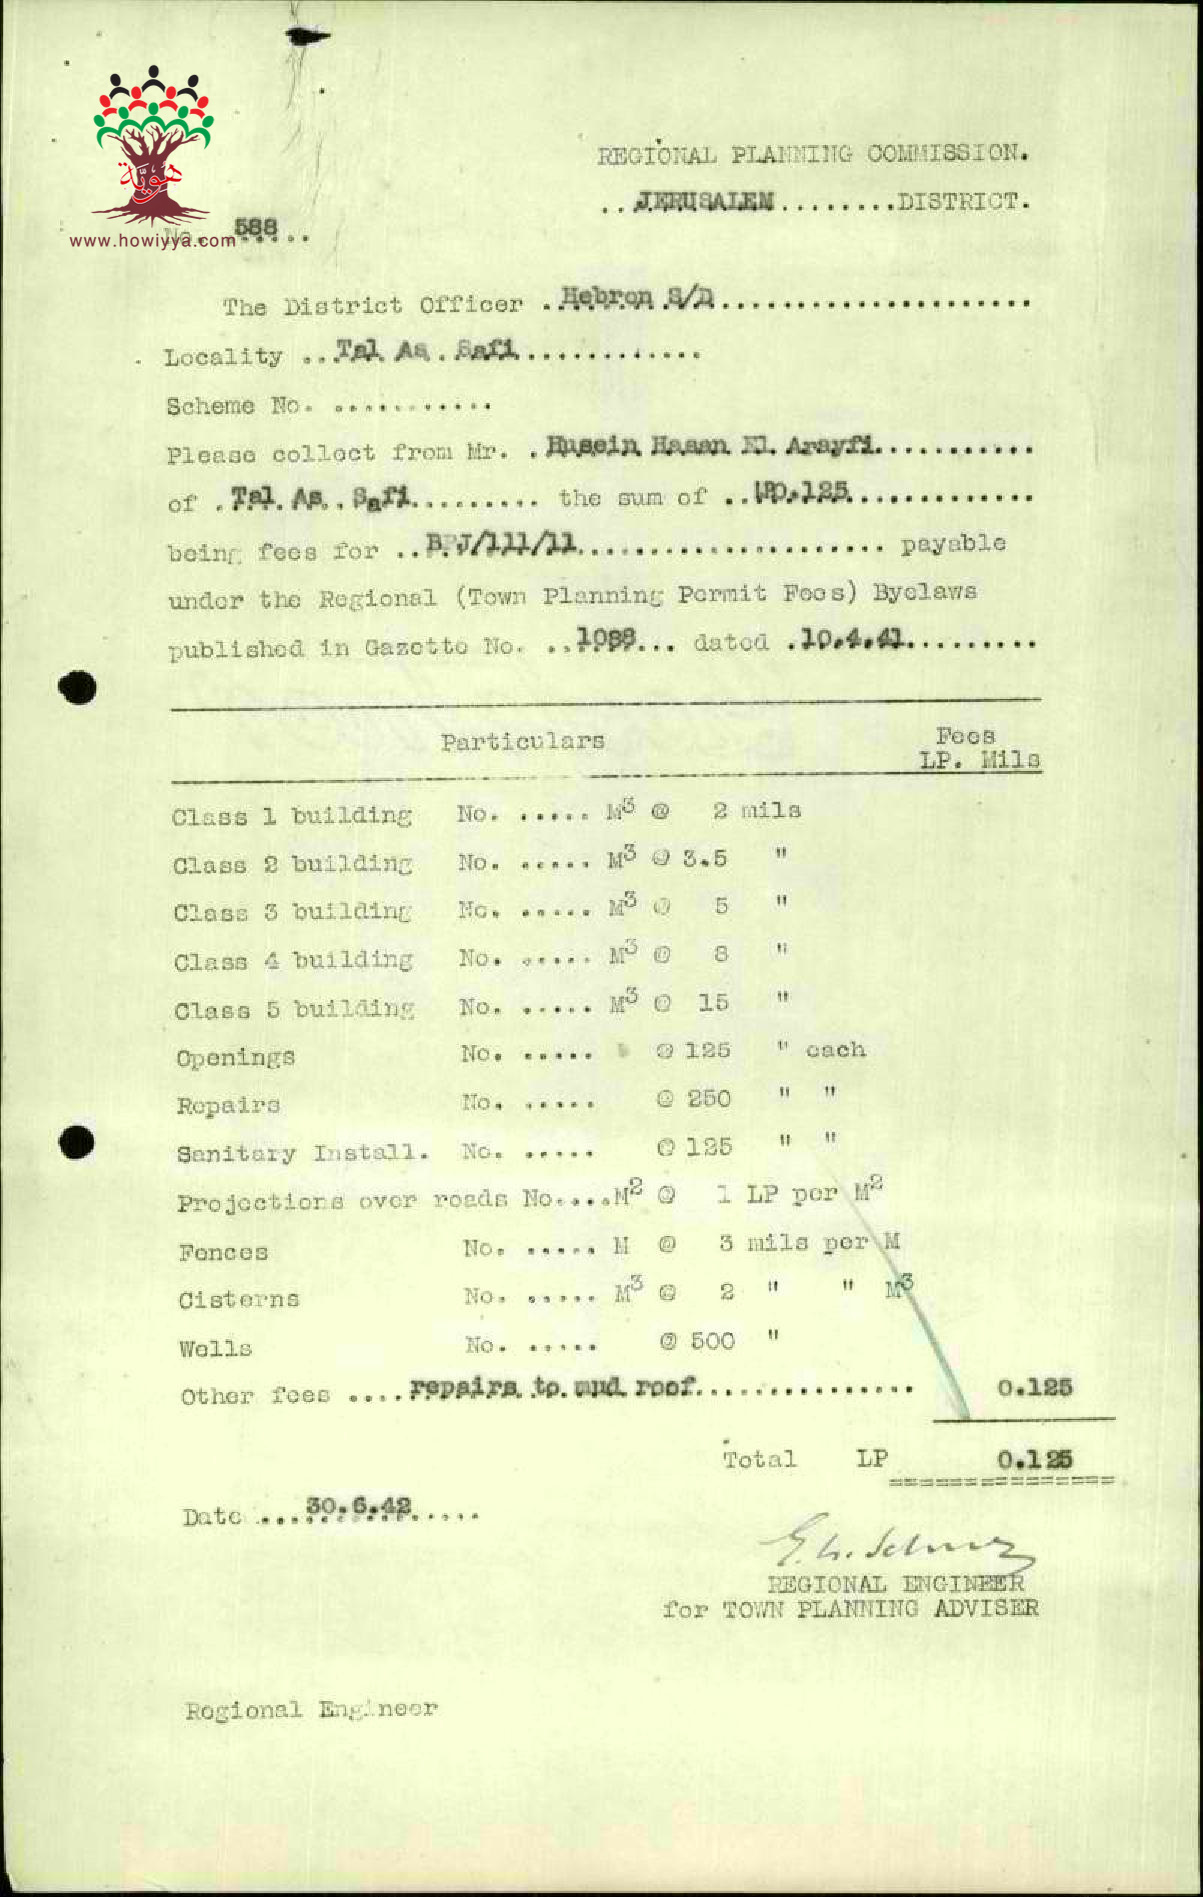 هوية
www.howiyya.com
REGIONAL PLANNING COMMISSION.
..JERUSALEM........DISTRICT.
No. 588.....
The District Officer .Hebron S/D.....................
Locality ..Tal As. Safi............
Scheme No. ...........
Please collect from Mr. .Husein Hasan El Arayfi...........
of .Tal As. Safi......... the sum of ..LP0.125............
being fees for ..BPJ/111/11..................... payable
under the Regional (Town Planning Permit Fees) Byelaws
published in Gazette No. ..1088... dated .10.4.41.........
Particulars Fees
LP. Mils
Class 1 building No. ..... M³ @ 2 mils
Class 2 building No. ..... M³ @ 3.5 "
Class 3 building No. ..... M³ @ 5 "
Class 4 building No. ..... M³ @ 8 "
Class 5 building No. ..... M³ @ 15 "
Openings No. ..... @ 125 " each
Repairs No. ..... @ 250 " "
Sanitary Install. No. ..... @ 125 " "
Projections over roads No....M² @ 1 LP per M²
Fences No. ..... M @ 3 mils per M
Cisterns No. ..... M³ @ 2 " " M³
Wells No. ..... @ 500 "
Other fees ....repairs to mud roof............... 0.125
Total LP 0.125
Date ....30.6.42.....
REGIONAL ENGINEER
for TOWN PLANNING ADVISER
Regional Engineer